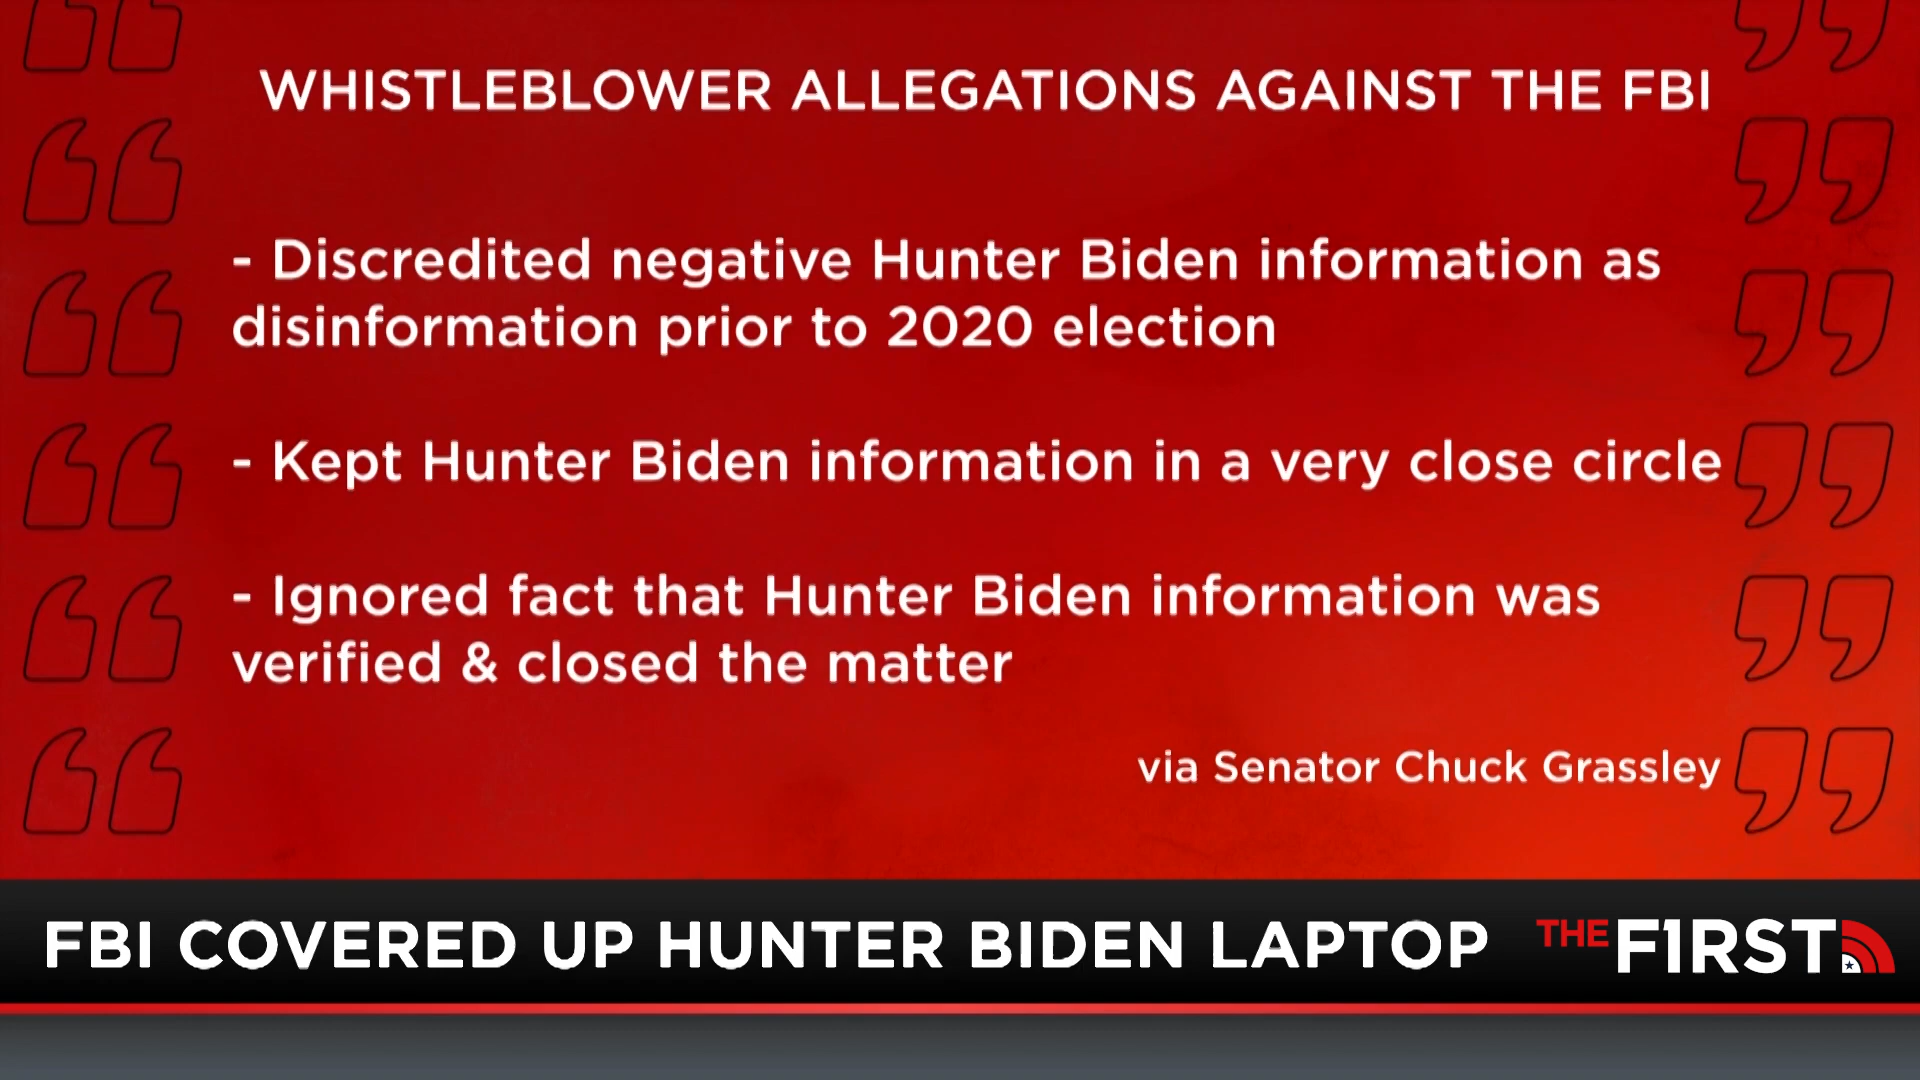 WHISTLEBLOWER ALLEGATIONS AGAINST THE FBI
- Discredited negative Hunter Biden information as
disinformation prior to 2020 election
- Kept Hunter Biden information in a very close circle
- Ignored fact that Hunter Biden information was
verified & closed the matter
via Senator Chuck Grassley
FBI COVERED UP HUNTER BIDEN LAPTOP
THE F1RST